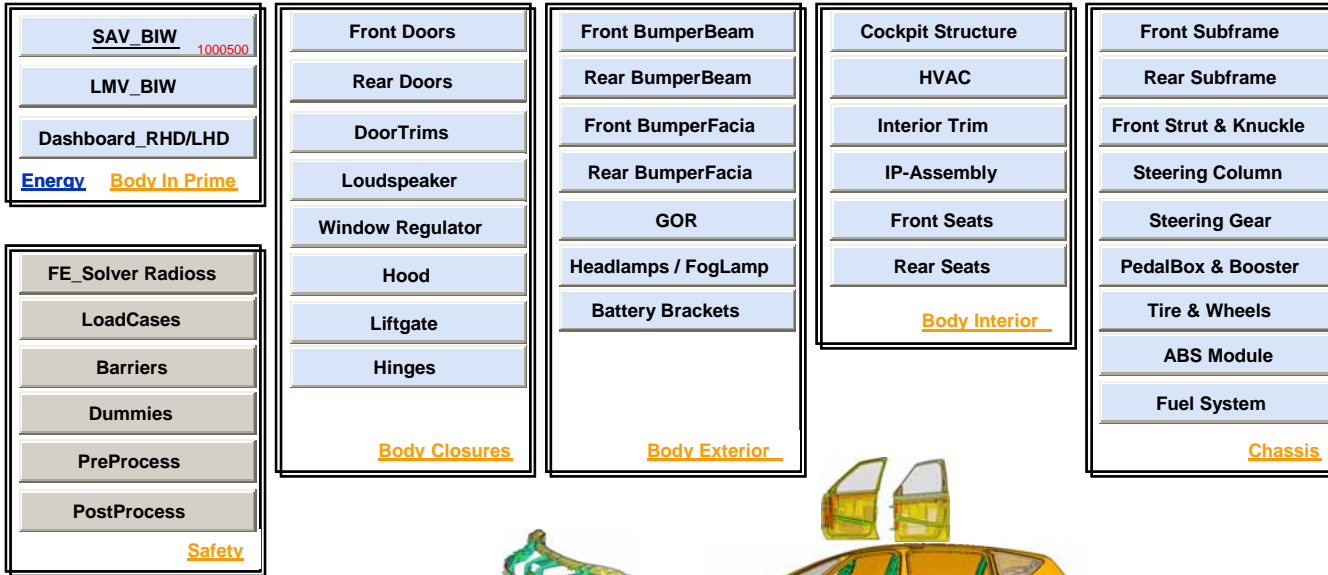 SAV_BIW
1000500
LMV_BIW
Dashboard_RHD/LHD
Energy
Body In Prime
FE_Solver Radioss
LoadCases
Barriers
Dummies
PreProcess
PostProcess
Safety
Front Doors
Rear Doors
DoorTrims
Loudspeaker
Window Regulator
Hood
Liftgate
Hinges
Body Closures
Front BumperBeam
Rear BumperBeam
Front BumperFacia
Rear BumperFacia
GOR
Headlamps / FogLamp
Battery Brackets
Body Exterior
Cockpit Structure
HVAC
Interior Trim
IP-Assembly
Front Seats
Rear Seats
Body Interior
Front Subframe
Rear Subframe
Front Strut & Knuckle
Steering Column
Steering Gear
PedalBox & Booster
Tire & Wheels
ABS Module
Fuel System
Chassis